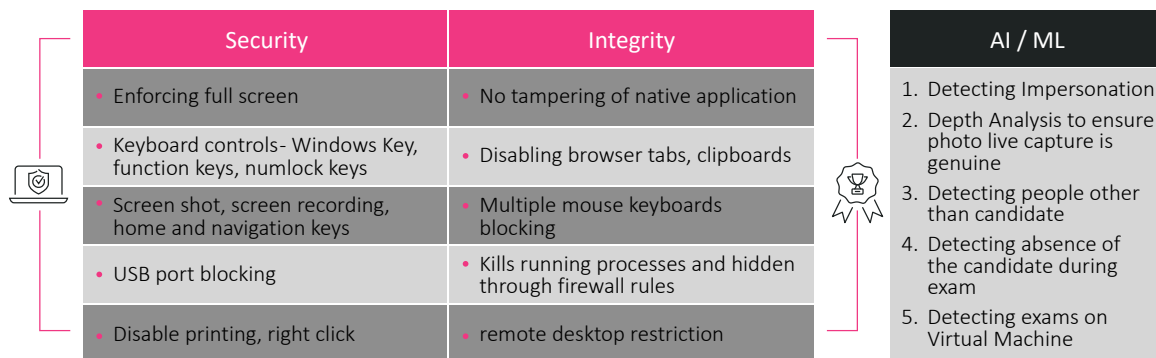 Security
Integrity
AI / ML
• Enforcing full screen
• No tampering of native application
• Keyboard controls- Windows Key,
function keys, numlock keys
• Disabling browser tabs, clipboards
• Screen shot, screen recording,
home and navigation keys
• Multiple mouse keyboards
blocking
• USB port blocking
• Kills running processes and hidden
through firewall rules
• Disable printing, right click
• remote desktop restriction
1. Detecting Impersonation
2. Depth Analysis to ensure
photo live capture is
genuine
3. Detecting people other
than candidate
4. Detecting absence of
the candidate during
exam
5. Detecting exams on
Virtual Machine